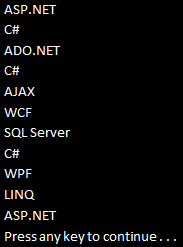 ASP.NET
C#
ADO.NET
C#
AJAX
WCF
SQL Server
C#
WPF
LINQ
ASP.NET
Press any key to continue . . .